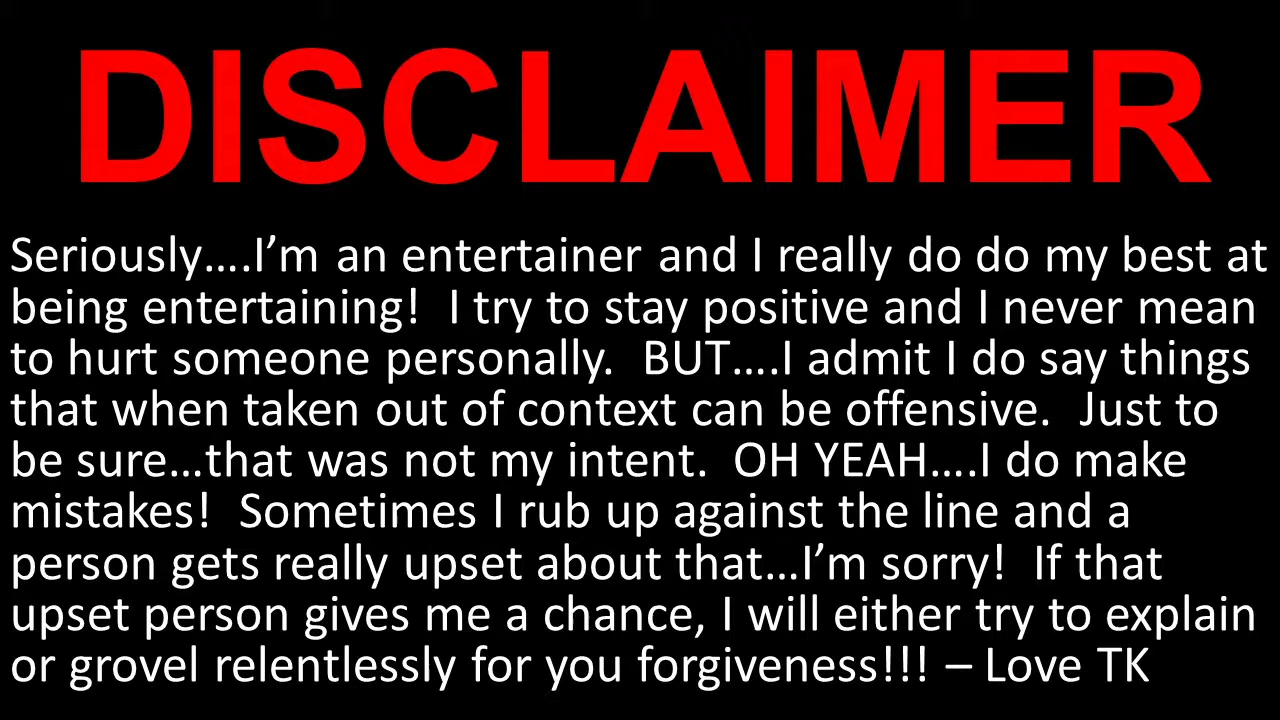 DISCLAIMER
Seriously....I’m an entertainer and I really do do my best at
being entertaining!  I try to stay positive and I never mean
to hurt someone personally.  BUT....I admit I do say things
that when taken out of context can be offensive.  Just to
be sure...that was not my intent.  OH YEAH....I do make
mistakes!  Sometimes I rub up against the line and a
person gets really upset about that...I’m sorry!  If that
upset person gives me a chance, I will either try to explain
or grovel relentlessly for you forgiveness!!! – Love TK